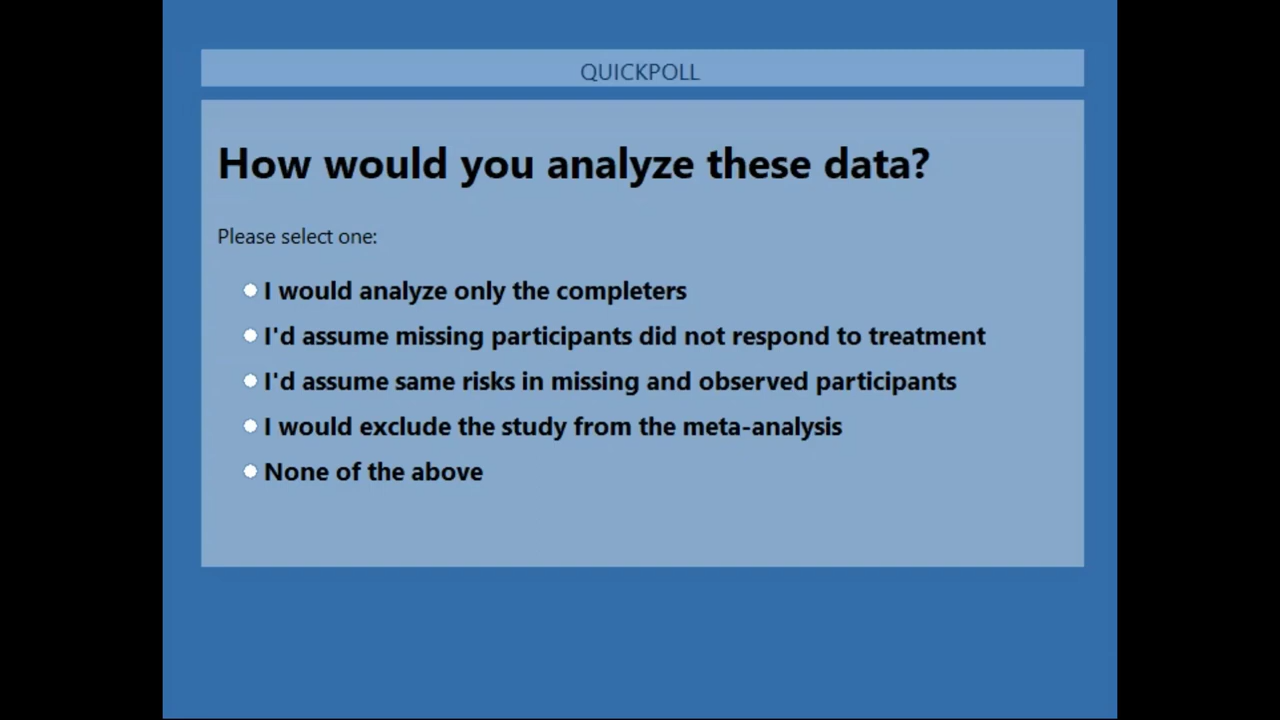 QUICKPOLL
How would you analyze these data?
Please select one:
I would analyze only the completers
I'd assume missing participants did not respond to treatment
I'd assume same risks in missing and observed participants
I would exclude the study from the meta-analysis
None of the above